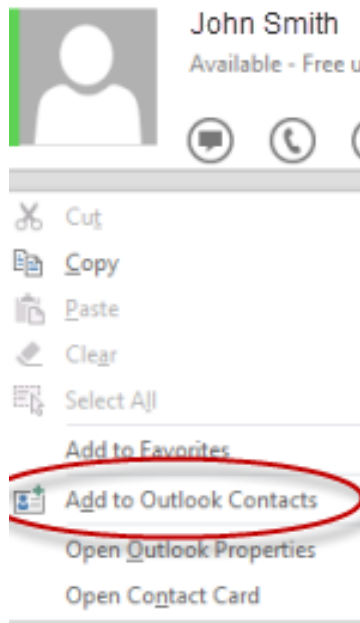 John Smith
Available - Free u
Cut
Copy
Paste
Clear
Select All
Add to Favorites
Add to Outlook Contacts
Open Outlook Properties
Open Contact Card